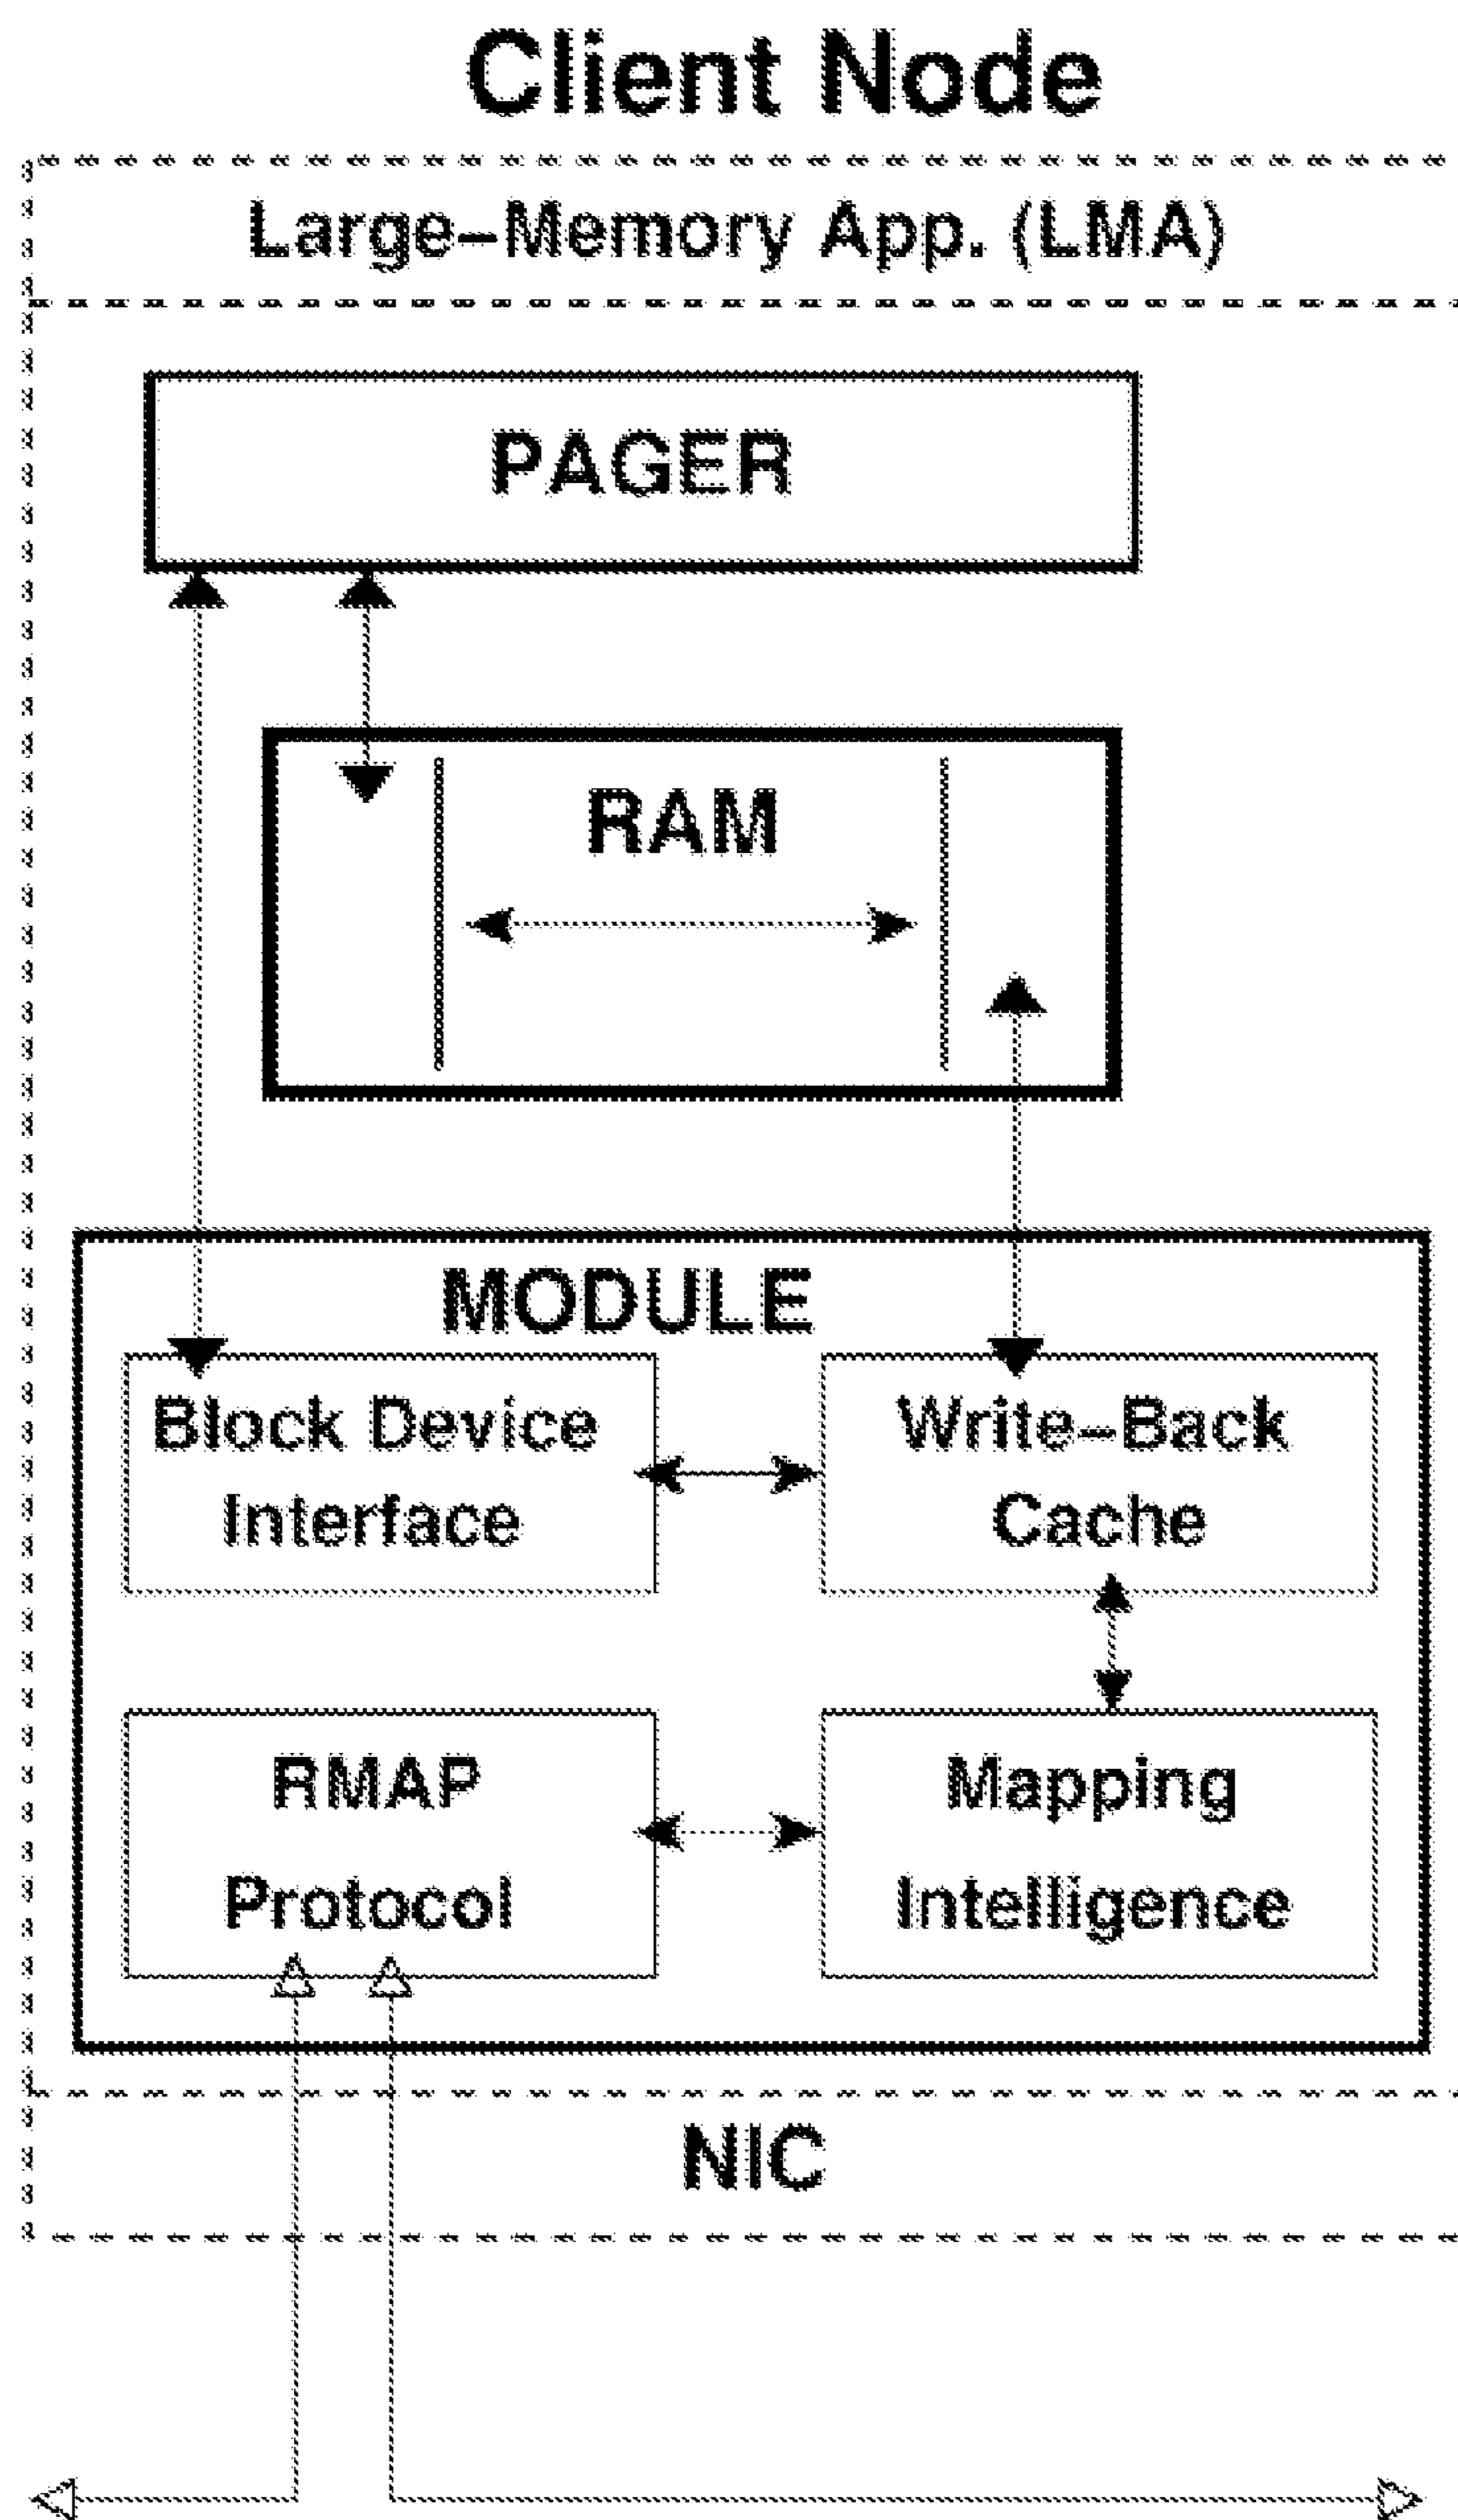 Client Node
Large-Memory App. (LMA)
PAGER
RAM
MODULE
Block Device
Interface
Write-Back
Cache
RMAP
Protocol
Mapping
Intelligence
NIC